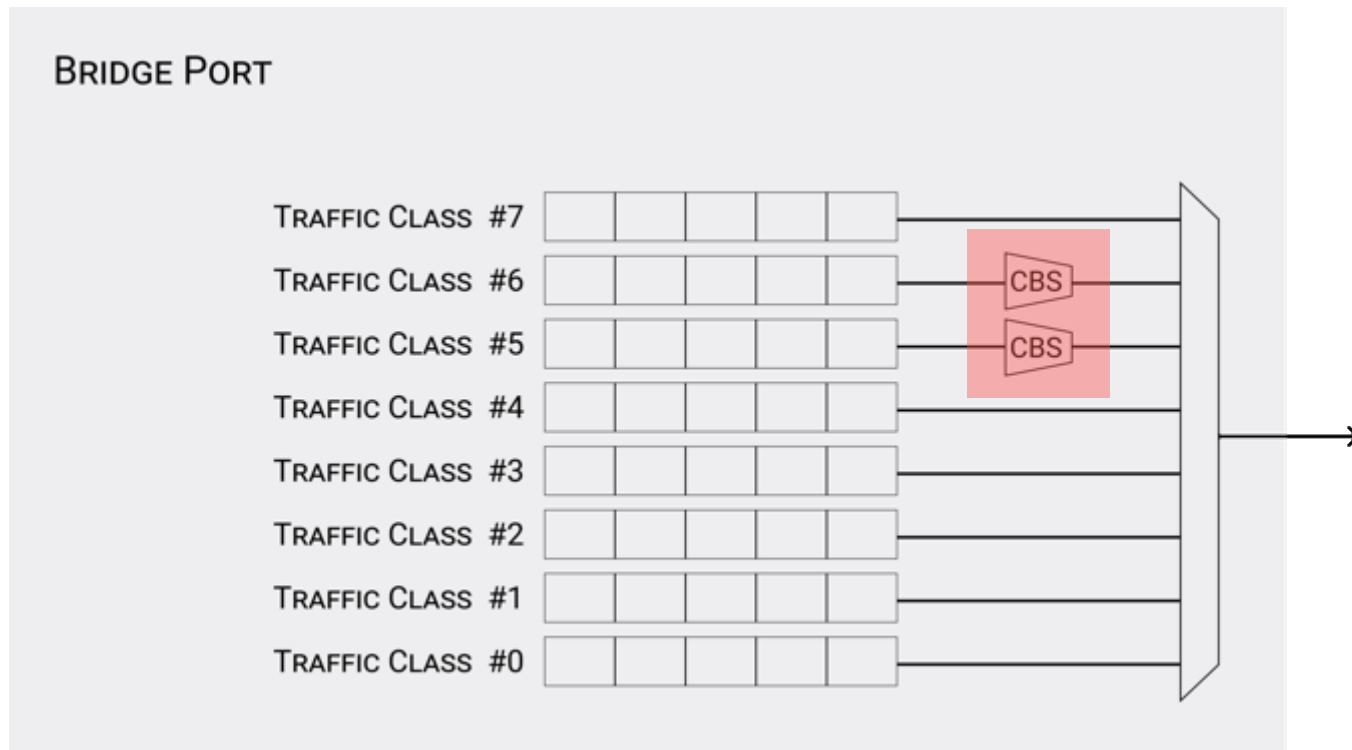 BRIDGE PORT
TRAFFIC CLASS #7
TRAFFIC CLASS #6 CBS
TRAFFIC CLASS #5 CBS
TRAFFIC CLASS #4
TRAFFIC CLASS #3
TRAFFIC CLASS #2
TRAFFIC CLASS #1
TRAFFIC CLASS #0